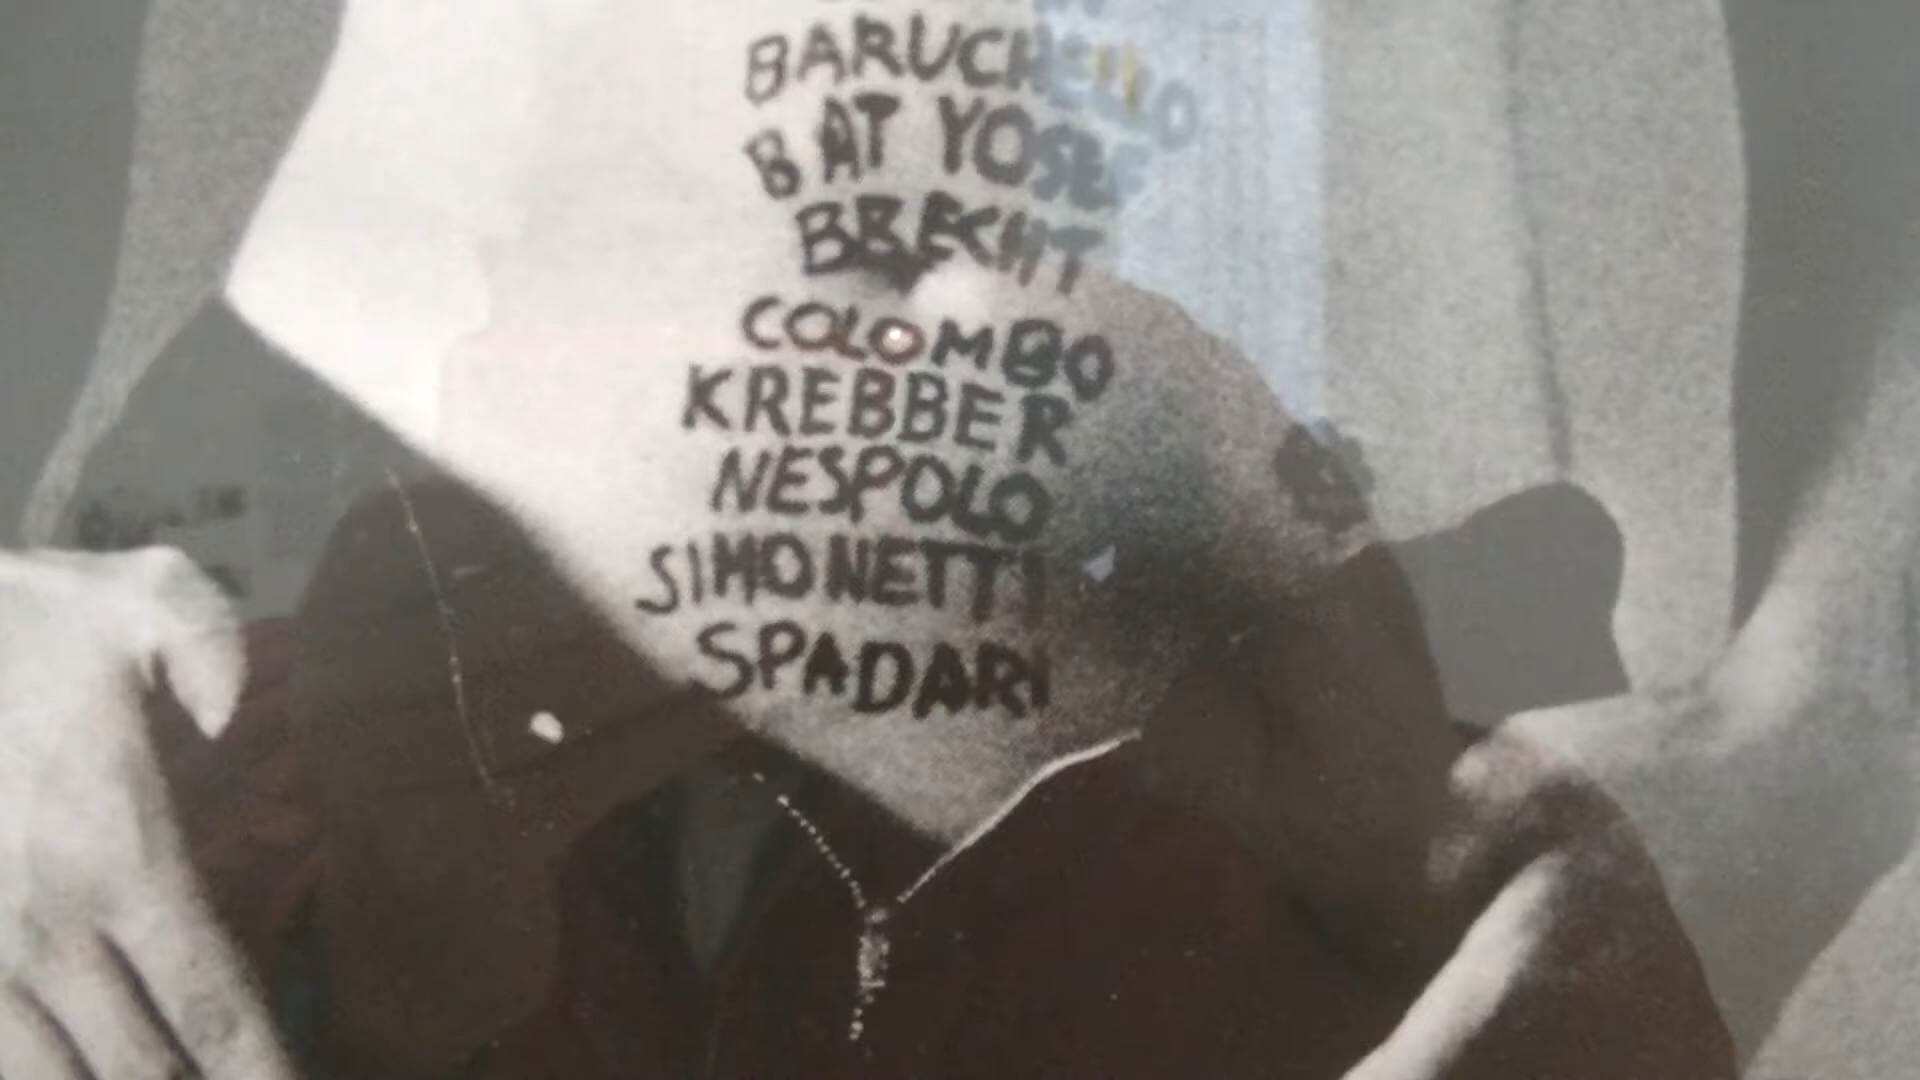 BARUCHELLO
BAT YOSEF
BRECHT
COLOMBO
KREBBER
NESPOLO
SIMONETTI
SPADARI